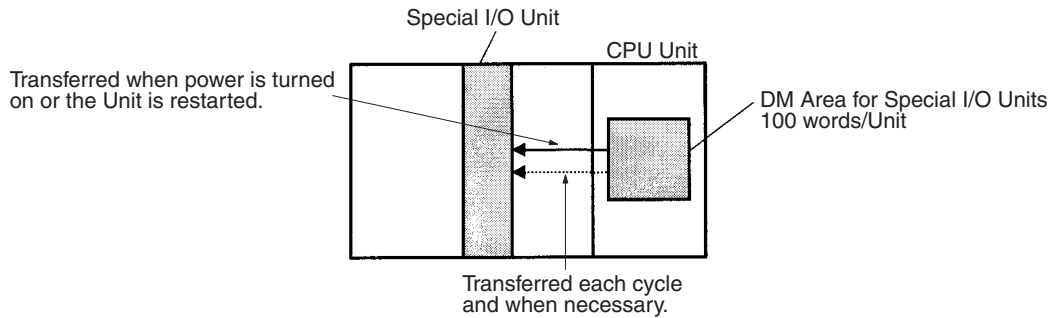 Special I/O Unit
CPU Unit
Transferred when power is turned
on or the Unit is restarted.
DM Area for Special I/O Units
100 words/Unit
Transferred each cycle
and when necessary.